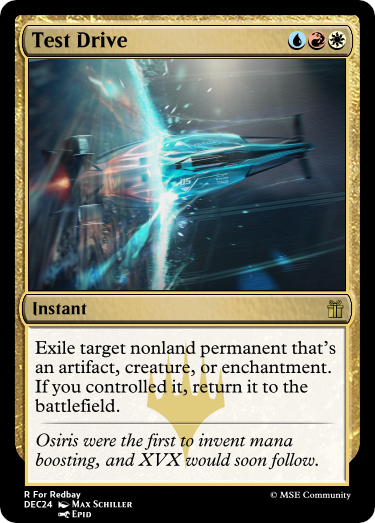 Test Drive
Instant
Exile target nonland permanent that's
an artifact, creature, or enchantment.
If you controlled it, return it to the
battlefield.
Osiris were the first to invent mana
boosting, and XVX would soon follow.
R For Redbay
DEC24 Max Schiller
Epid
© MSE Community